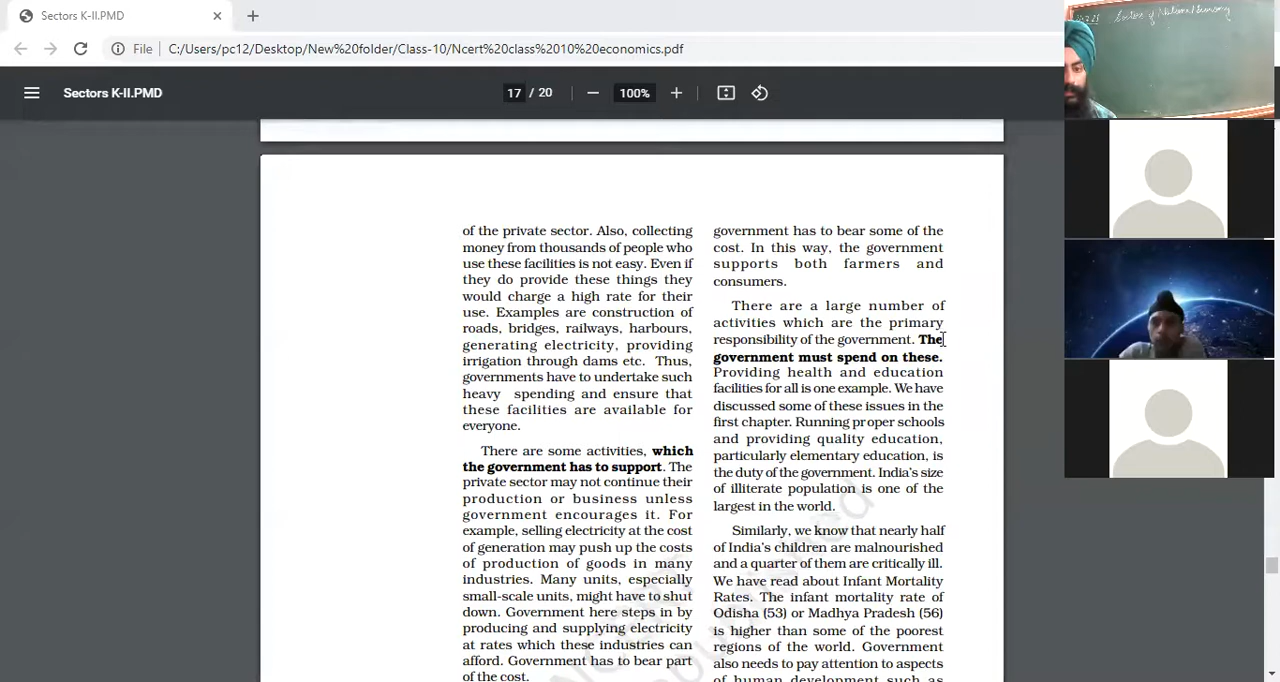 Sectors K-II.PMD
File
C:/Users/pc12/Desktop/New%20folder/Class-10/Ncert%20class%2010%20economics.pdf
Sectors K-II.PMD
17 / 20
100%
Sectors of National Economy
of the private sector. Also, collecting
money from thousands of people who
use these facilities is not easy. Even if
they do provide these things they
would charge a high rate for their
use. Examples are construction of
roads, bridges, railways, harbours,
generating electricity, providing
irrigation through dams etc. Thus,
governments have to undertake such
heavy spending and ensure that
these facilities are available for
everyone.
There are some activities, which
the government has to support. The
private sector may not continue their
production or business unless
government encourages it. For
example, selling electricity at the cost
of generation may push up the costs
of production of goods in many
industries. Many units, especially
small-scale units, might have to shut
down. Government here steps in by
producing and supplying electricity
at rates which these industries can
afford. Government has to bear part
of the cost.
government has to bear some of the
cost. In this way, the government
supports both farmers and
consumers.
There are a large number of
activities which are the primary
responsibility of the government. The
government must spend on these.
Providing health and education
facilities for all is one example. We have
discussed some of these issues in the
first chapter. Running proper schools
and providing quality education,
particularly elementary education, is
the duty of the government. India's size
of illiterate population is one of the
largest in the world.
Similarly, we know that nearly half
of India's children are malnourished
and a quarter of them are critically ill.
We have read about Infant Mortality
Rates. The infant mortality rate of
Odisha (53) or Madhya Pradesh (56)
is higher than some of the poorest
regions of the world. Government
also needs to pay attention to aspects
of human development such as